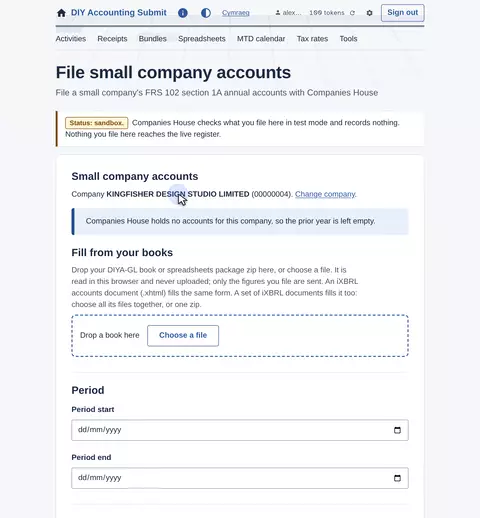 DIY Accounting Submit
Cymraeg
alex...
100 tokens
Sign out
Activities
Receipts
Bundles
Spreadsheets
MTD calendar
Tax rates
Tools
File small company accounts
File a small company's FRS 102 section 1A annual accounts with Companies House
Status: sandbox. Companies House checks what you file here in test mode and records nothing.
Nothing you file here reaches the live register.
Small company accounts
Company KINGFISHER DESIGN STUDIO LIMITED (00000004). Change company.
Companies House holds no accounts for this company, so the prior year is left empty.
Fill from your books
Drop your DIYA-GL book or spreadsheets package zip here, or choose a file. It is
read in this browser and never uploaded; only the figures you file are sent. An iXBRL
accounts document (.xhtml) fills the same form. A set of iXBRL documents fills it too:
choose all its files together, or one zip.
Drop a book here
Choose a file
Period
Period start
dd/mm/yyyy
Period end
dd/mm/yyyy